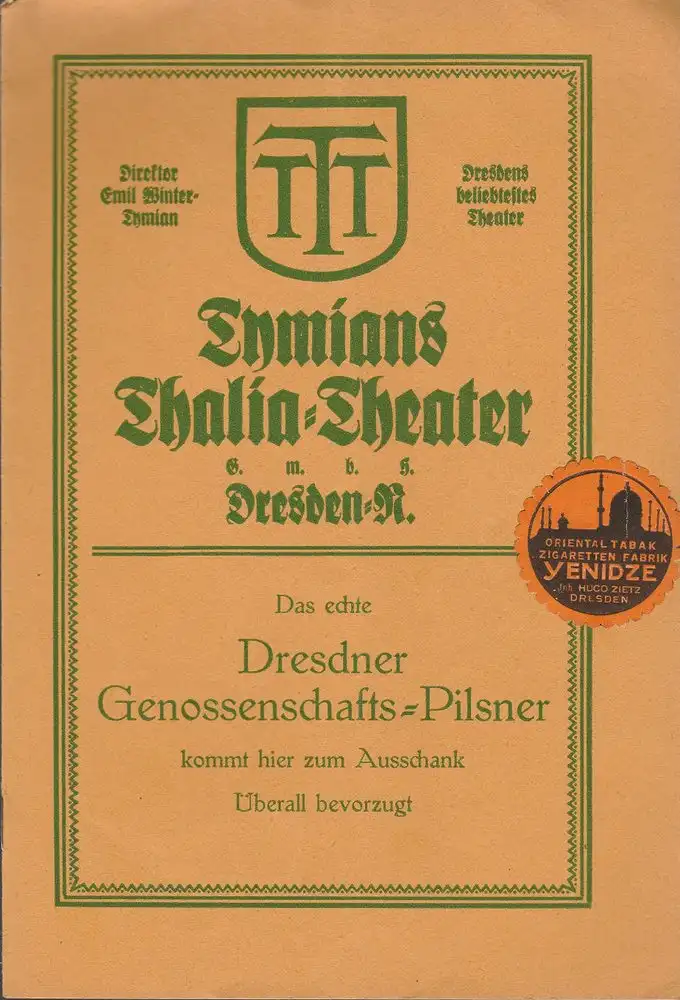 Direktor
Emil Winter-
Tymian
TTT
Dresdens
beliebtestes
Theater
Tymians
Thalia-Theater
G. m. b. H.
Dresden-N.
ORIENTAL TABAK
ZIGARETTEN FABRIK
YENIDZE
Inh. HUGO ZIETZ
DRESDEN
Das echte
Dresdner
Genossenschafts-Pilsner
kommt hier zum Ausschank
Überall bevorzugt